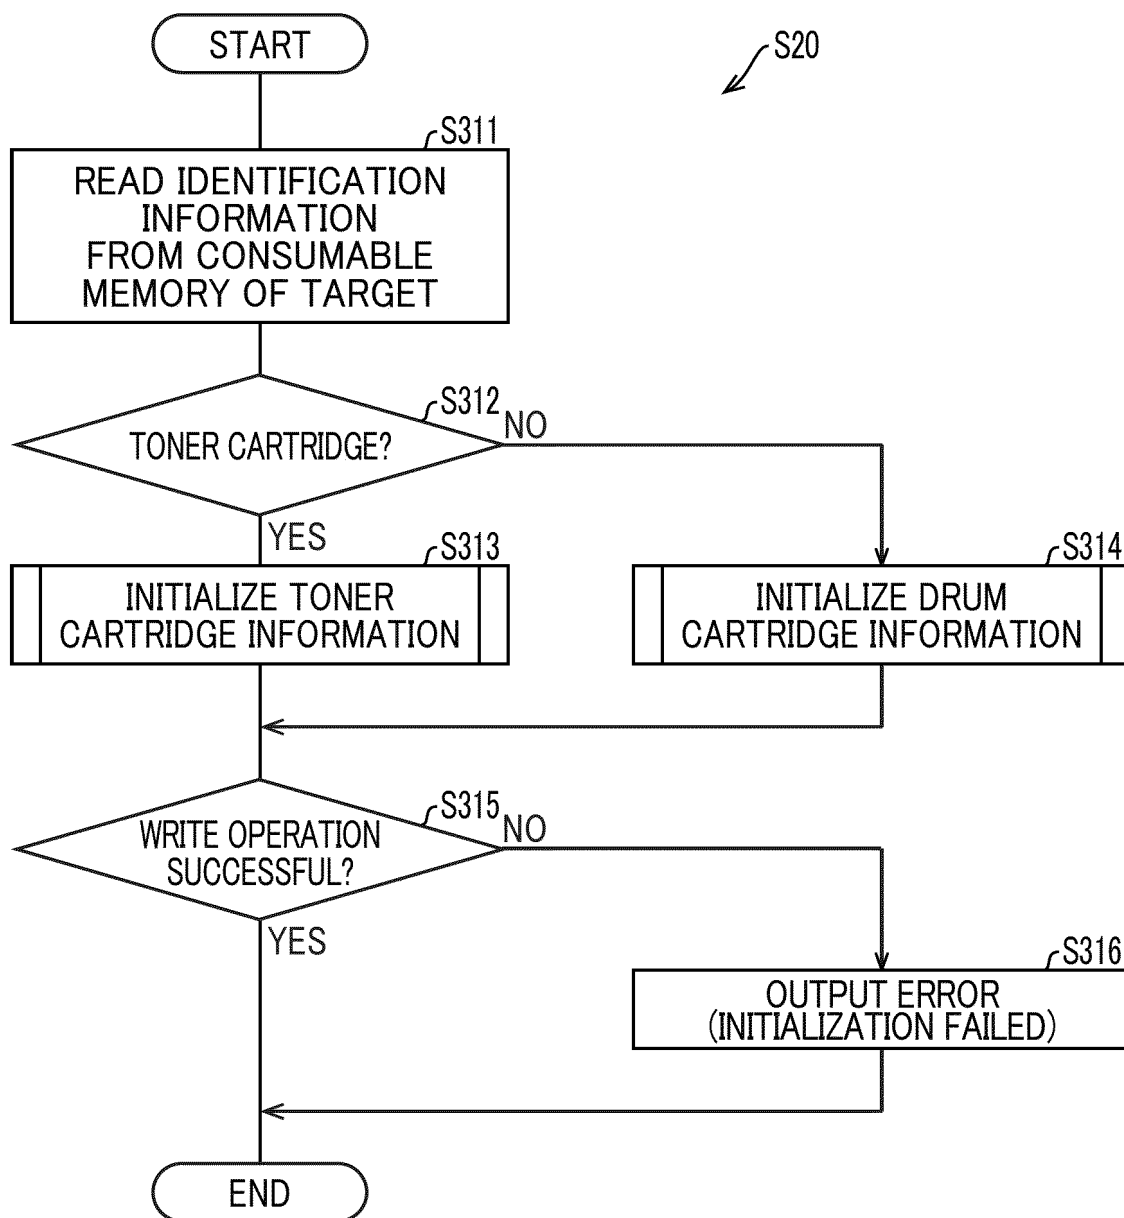 START
S20
S311
READ IDENTIFICATION
INFORMATION
FROM CONSUMABLE
MEMORY OF TARGET
S312
TONER CARTRIDGE?
NO
YES
S313
INITIALIZE TONER
CARTRIDGE INFORMATION
S314
INITIALIZE DRUM
CARTRIDGE INFORMATION
S315
WRITE OPERATION
SUCCESSFUL?
NO
YES
S316
OUTPUT ERROR
(INITIALIZATION FAILED)
END